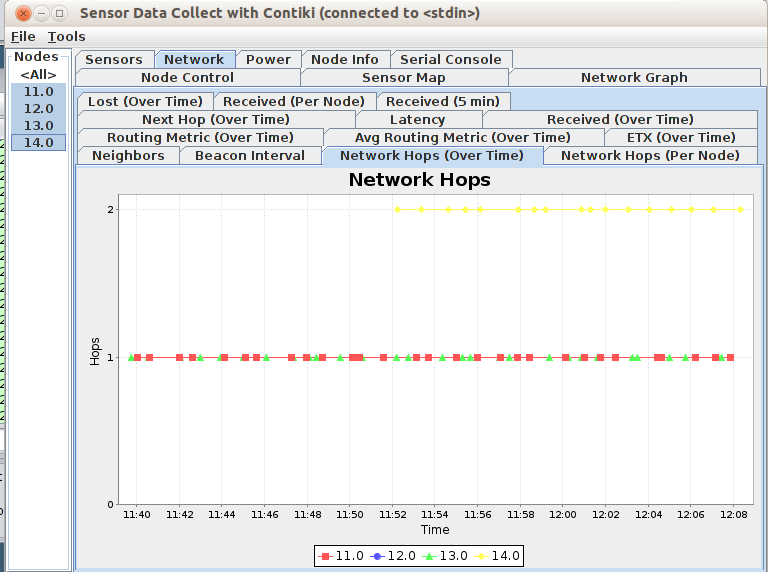 Sensor Data Collect with Contiki (connected to <stdin>)
File Tools
Nodes
<All>
11.0
12.0
13.0
14.0
Sensors Network Power Node Info Serial Console
Node Control Sensor Map Network Graph
Lost (Over Time) Received (Per Node) Received (5 min)
Next Hop (Over Time) Latency Received (Over Time)
Routing Metric (Over Time) Avg Routing Metric (Over Time) ETX (Over Time)
Neighbors Beacon Interval Network Hops (Over Time) Network Hops (Per Node)
Network Hops
2
1
0
Hops
11:40 11:42 11:44 11:46 11:48 11:50 11:52 11:54 11:56 11:58 12:00 12:02 12:04 12:06 12:08
Time
11.0 12.0 13.0 14.0